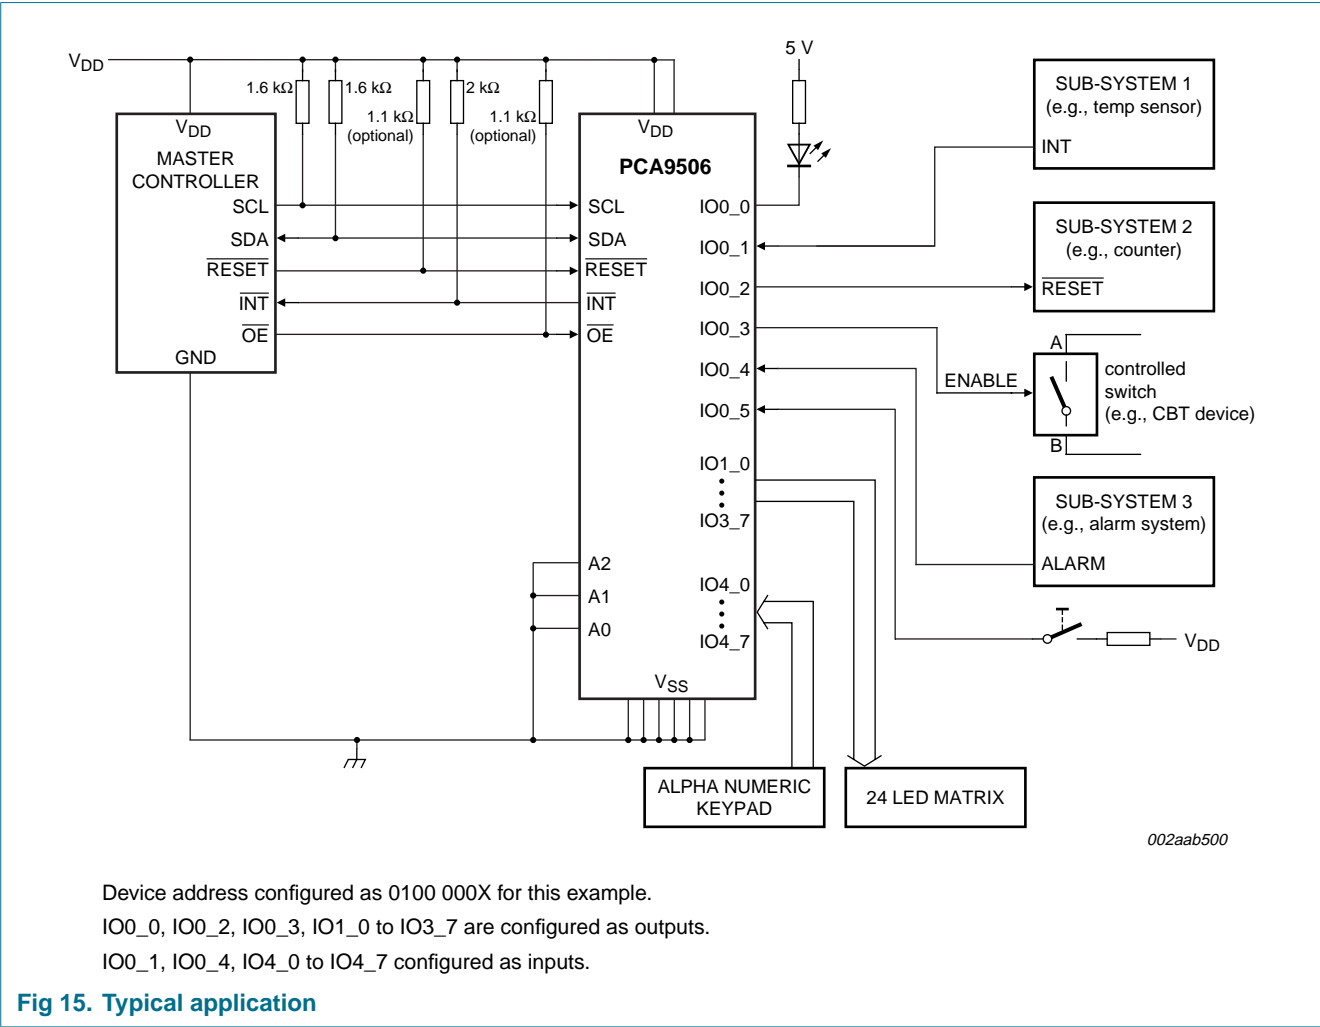 VDD
1.6 kΩ
1.6 kΩ
1.1 kΩ
(optional)
2 kΩ
1.1 kΩ
(optional)
5 V
VDD
MASTER
CONTROLLER
SCL
SDA
RESET
INT
OE
GND
VDD
PCA9506
SCL
SDA
RESET
INT
OE
A2
A1
A0
VSS
IO0_0
IO0_1
IO0_2
IO0_3
IO0_4
IO0_5
IO1_0
IO3_7
IO4_0
IO4_7
SUB-SYSTEM 1
(e.g., temp sensor)
INT
SUB-SYSTEM 2
(e.g., counter)
RESET
A
ENABLE
B
controlled
switch
(e.g., CBT device)
SUB-SYSTEM 3
(e.g., alarm system)
ALARM
VDD
ALPHA NUMERIC
KEYPAD
24 LED MATRIX
002aab500
Device address configured as 0100 000X for this example.
IO0_0, IO0_2, IO0_3, IO1_0 to IO3_7 are configured as outputs.
IO0_1, IO0_4, IO4_0 to IO4_7 configured as inputs.
Fig 15. Typical application